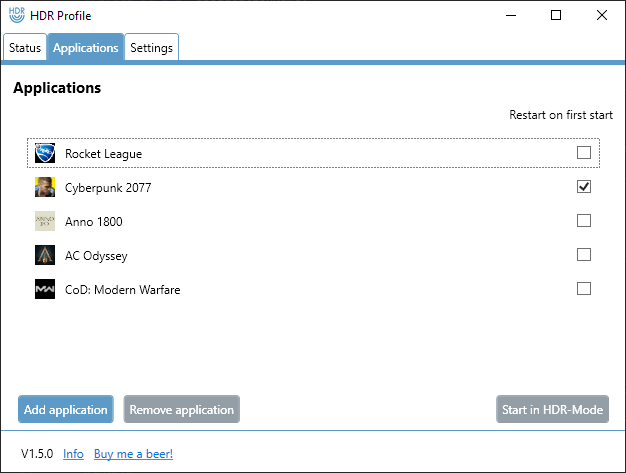 HDR HDR Profile
Status Applications Settings
Applications
Restart on first start
Rocket League
Cyberpunk 2077
Anno 1800
AC Odyssey
CoD: Modern Warfare
Add application Remove application Start in HDR-Mode
V1.5.0 Info Buy me a beer!